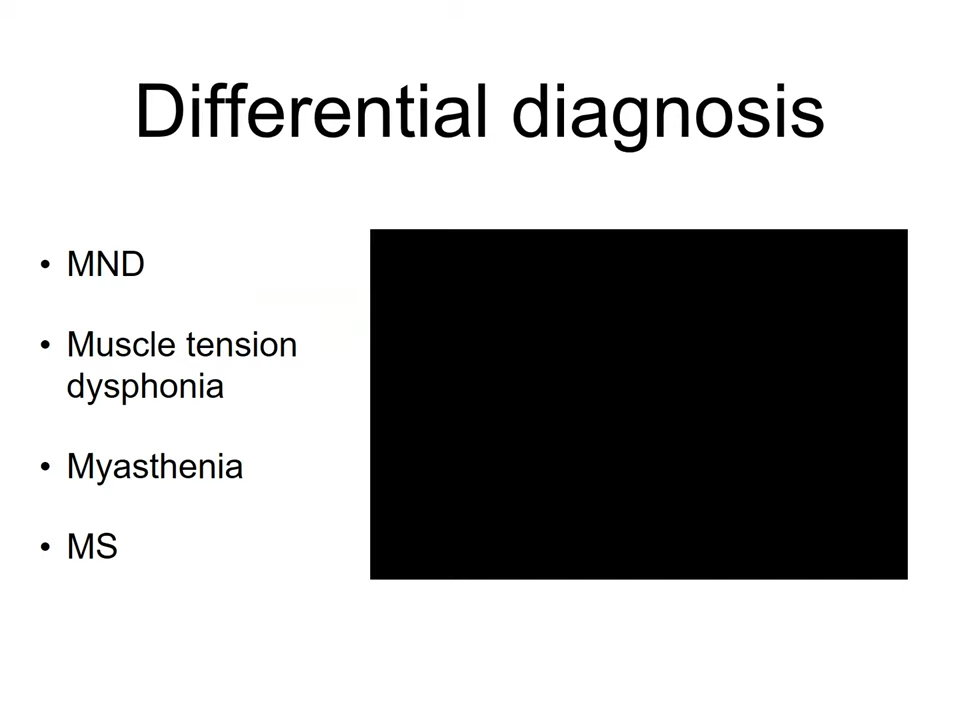 Differential diagnosis
• MND
• Muscle tension
dysphonia
• Myasthenia
• MS